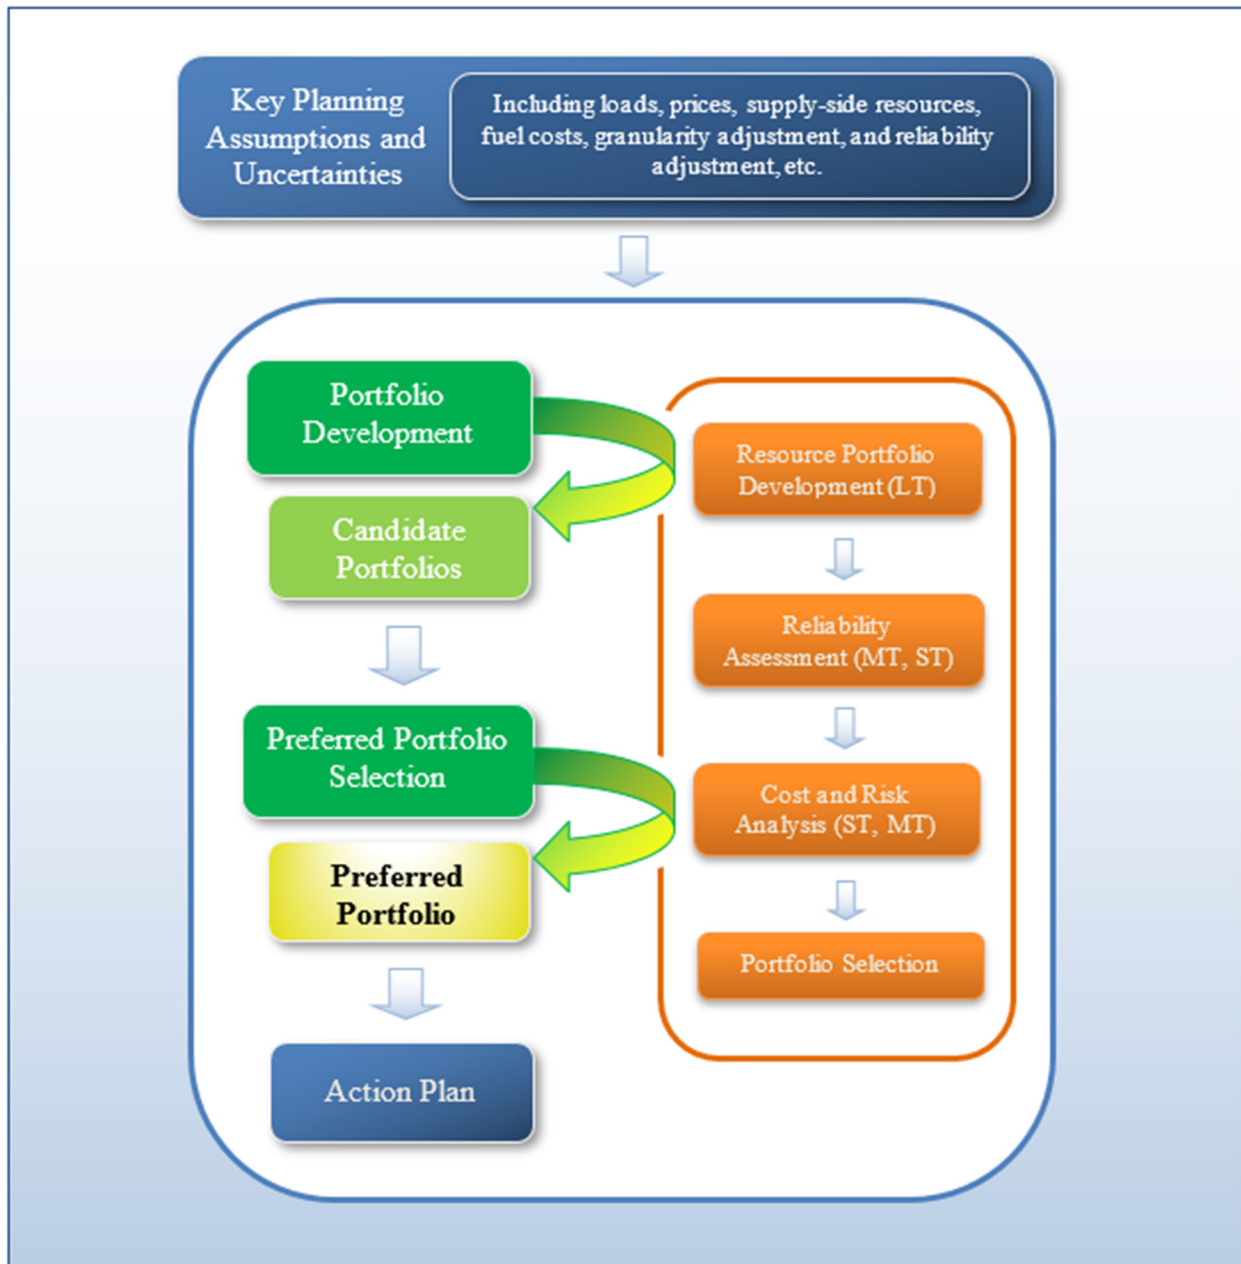 Key Planning
Assumptions and
Uncertainties
Including loads, prices, supply-side resources,
fuel costs, granularity adjustment, and reliability
adjustment, etc.
Portfolio
Development
Candidate
Portfolios
Preferred Portfolio
Selection
Preferred
Portfolio
Action Plan
Resource Portfolio
Development (LT)
Reliability
Assessment (MT, ST)
Cost and Risk
Analysis (ST, MT)
Portfolio Selection